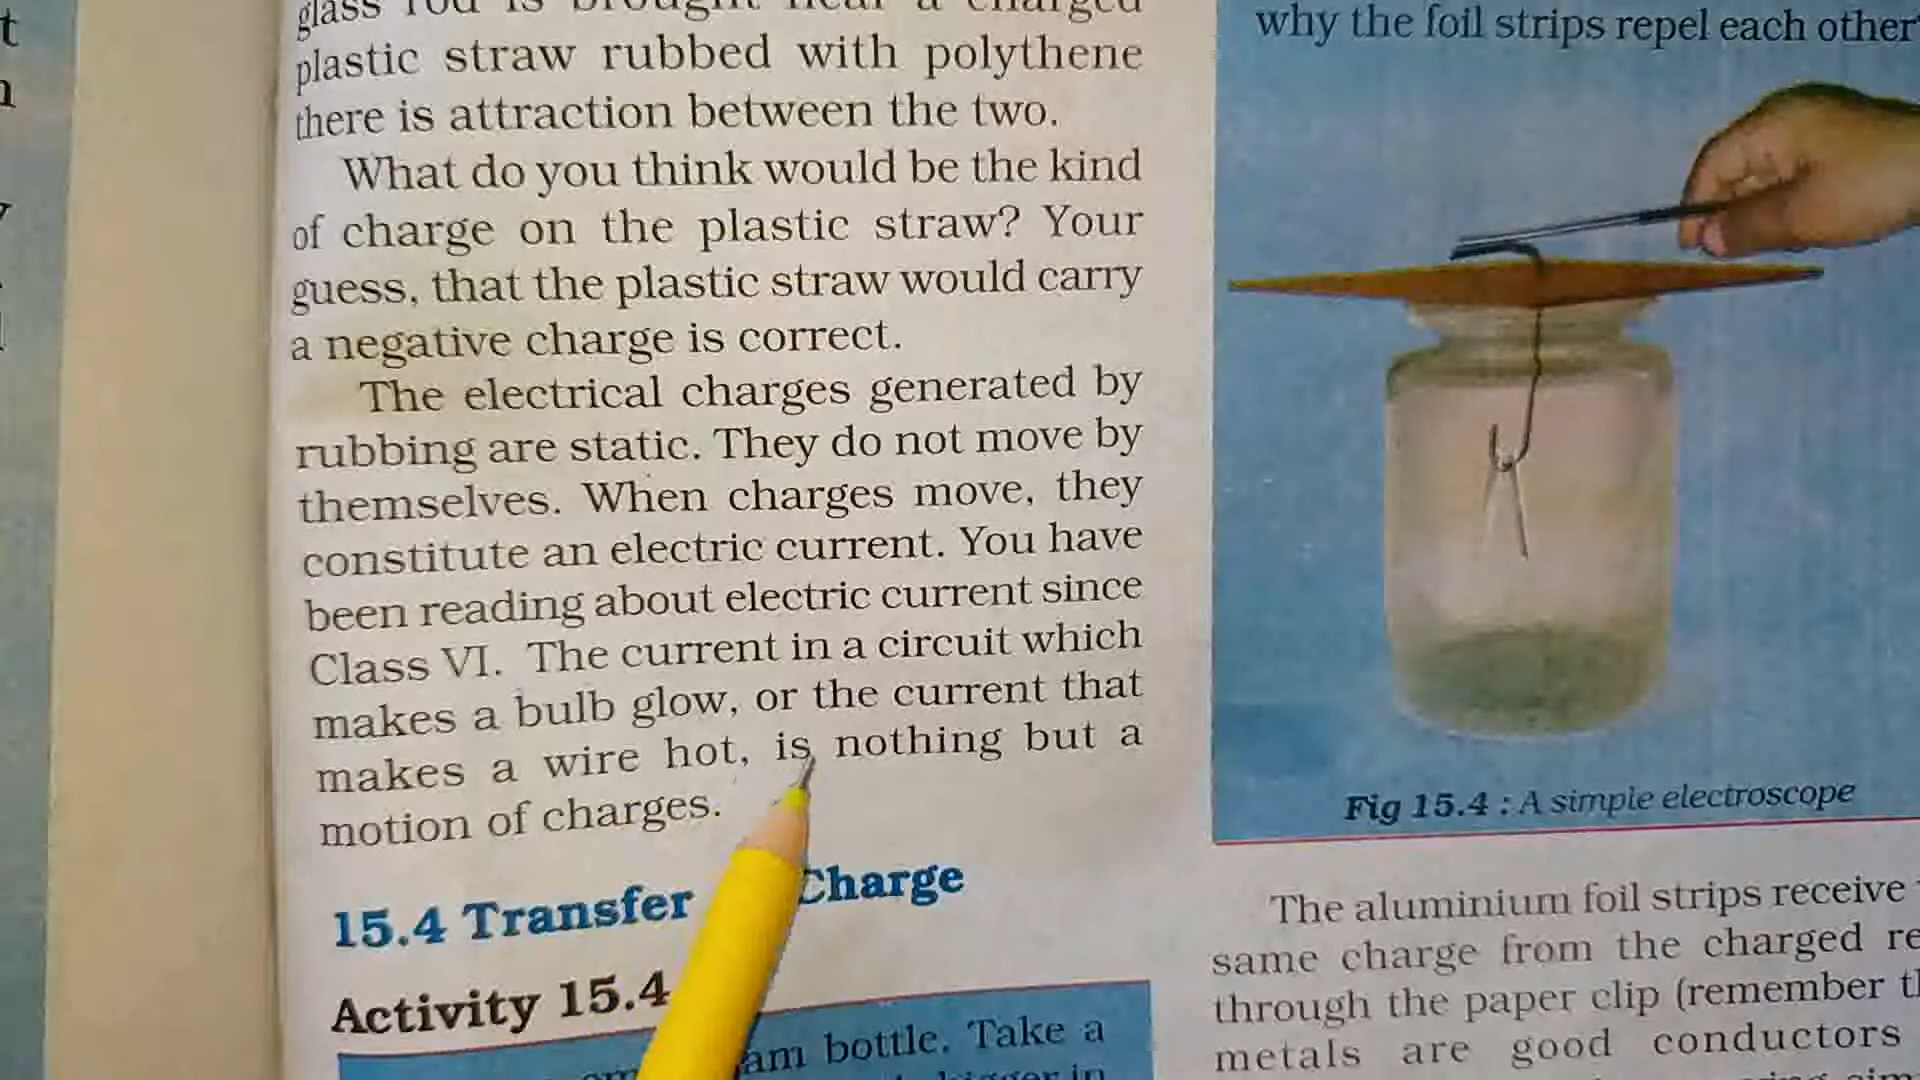 plastic straw rubbed with polythene
there is attraction between the two.
What do you think would be the kind
of charge on the plastic straw? Your
guess, that the plastic straw would carry
a negative charge is correct.
The electrical charges generated by
rubbing are static. They do not move by
themselves. When charges move, they
constitute an electric current. You have
been reading about electric current since
Class VI. The current in a circuit which
makes a bulb glow, or the current that
makes a wire hot, is nothing but a
motion of charges.
15.4 Transfer Charge
Activity 15.4
bottle. Take a
why the foil strips repel each other
Fig 15.4 : A simple electroscope
The aluminium foil strips receive
same charge from the charged
through the paper clip (remember
metals are good conductors